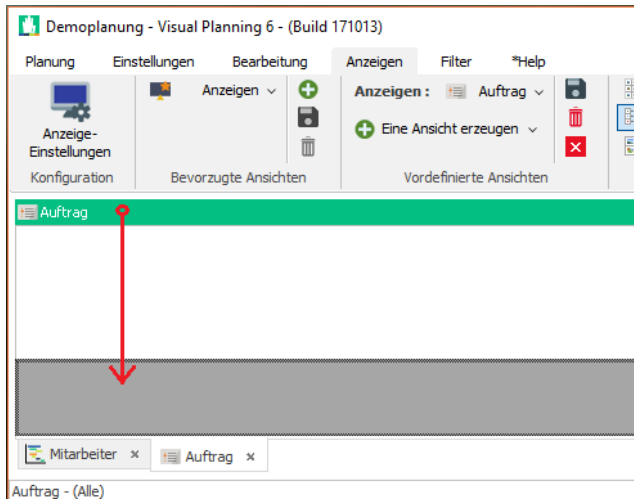 Demoplanung - Visual Planning 6 - (Build 171013)
Planung Einstellungen Bearbeitung Anzeigen Filter *Help
Anzeigen Anzeigen : Auftrag
Eine Ansicht erzeugen
Anzeige-
Einstellungen
Konfiguration Bevorzugte Ansichten Vordefinierte Ansichten
Auftrag
Mitarbeiter × Auftrag ×
Auftrag - (Alle)